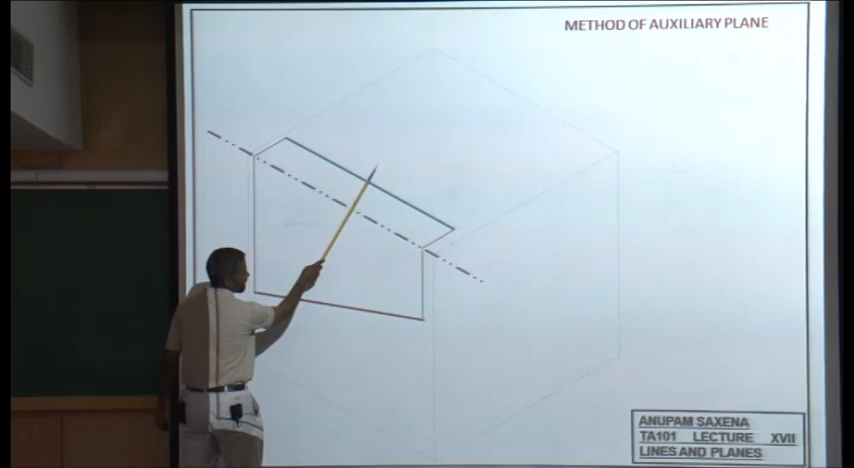 METHOD OF AUXILIARY PLANE
ANUPAM SAXENA
TA101 LECTURE XVII
LINES AND PLANES